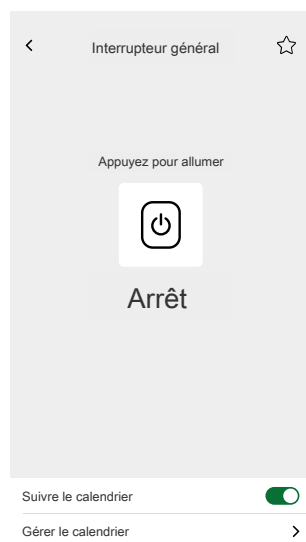 Interrupteur général
Appuyez pour allumer
Arrêt
Suivre le calendrier
Gérer le calendrier